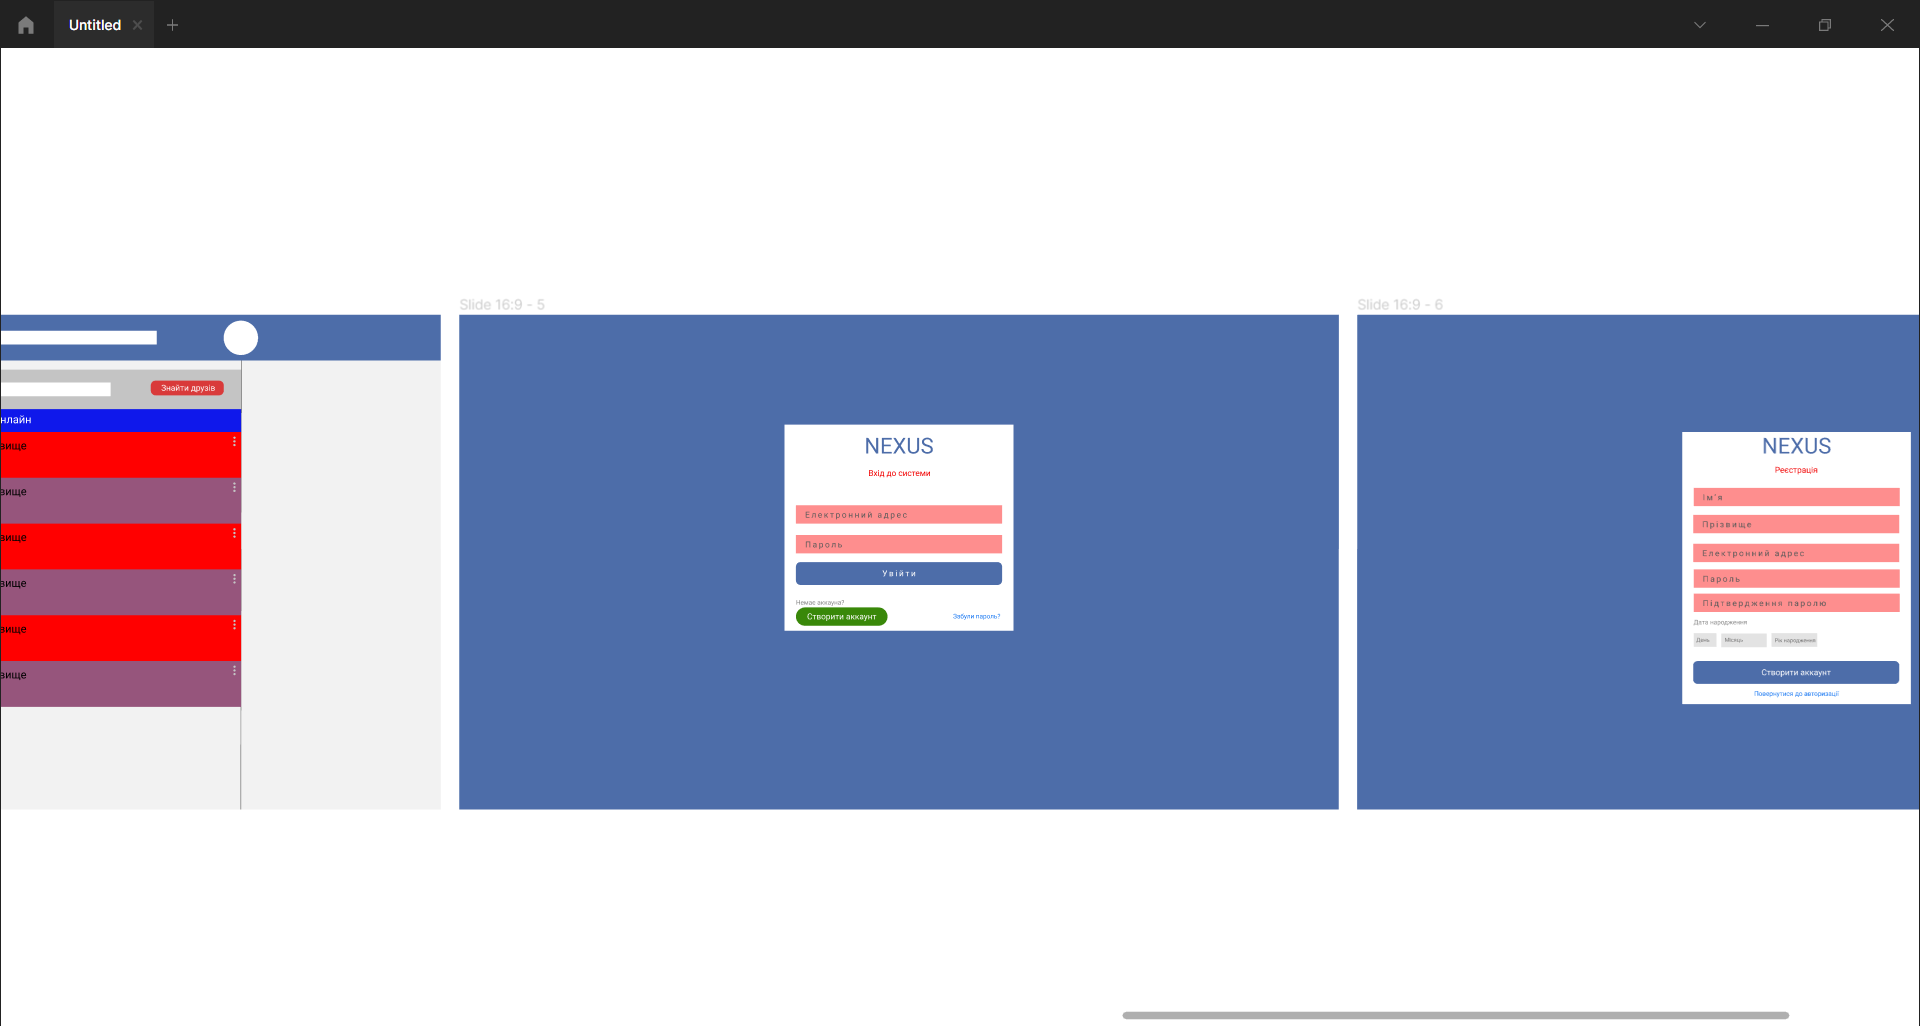 Untitled
Знайти друзів
нлайн
вище
вище
вище
вище
вище
вище
Slide 16:9 - 5
NEXUS
Вхід до системи
Електронний адрес
Пароль
Увійти
Немає аккауна?
Створити аккаунт
Забули пароль?
Slide 16:9 - 6
NEXUS
Реєстрація
Ім'я
Прізвище
Електронний адрес
Пароль
Підтвердження паролю
Дата народження
День Місяць Рік народження
Створити аккаунт
Повернутися до авторизації